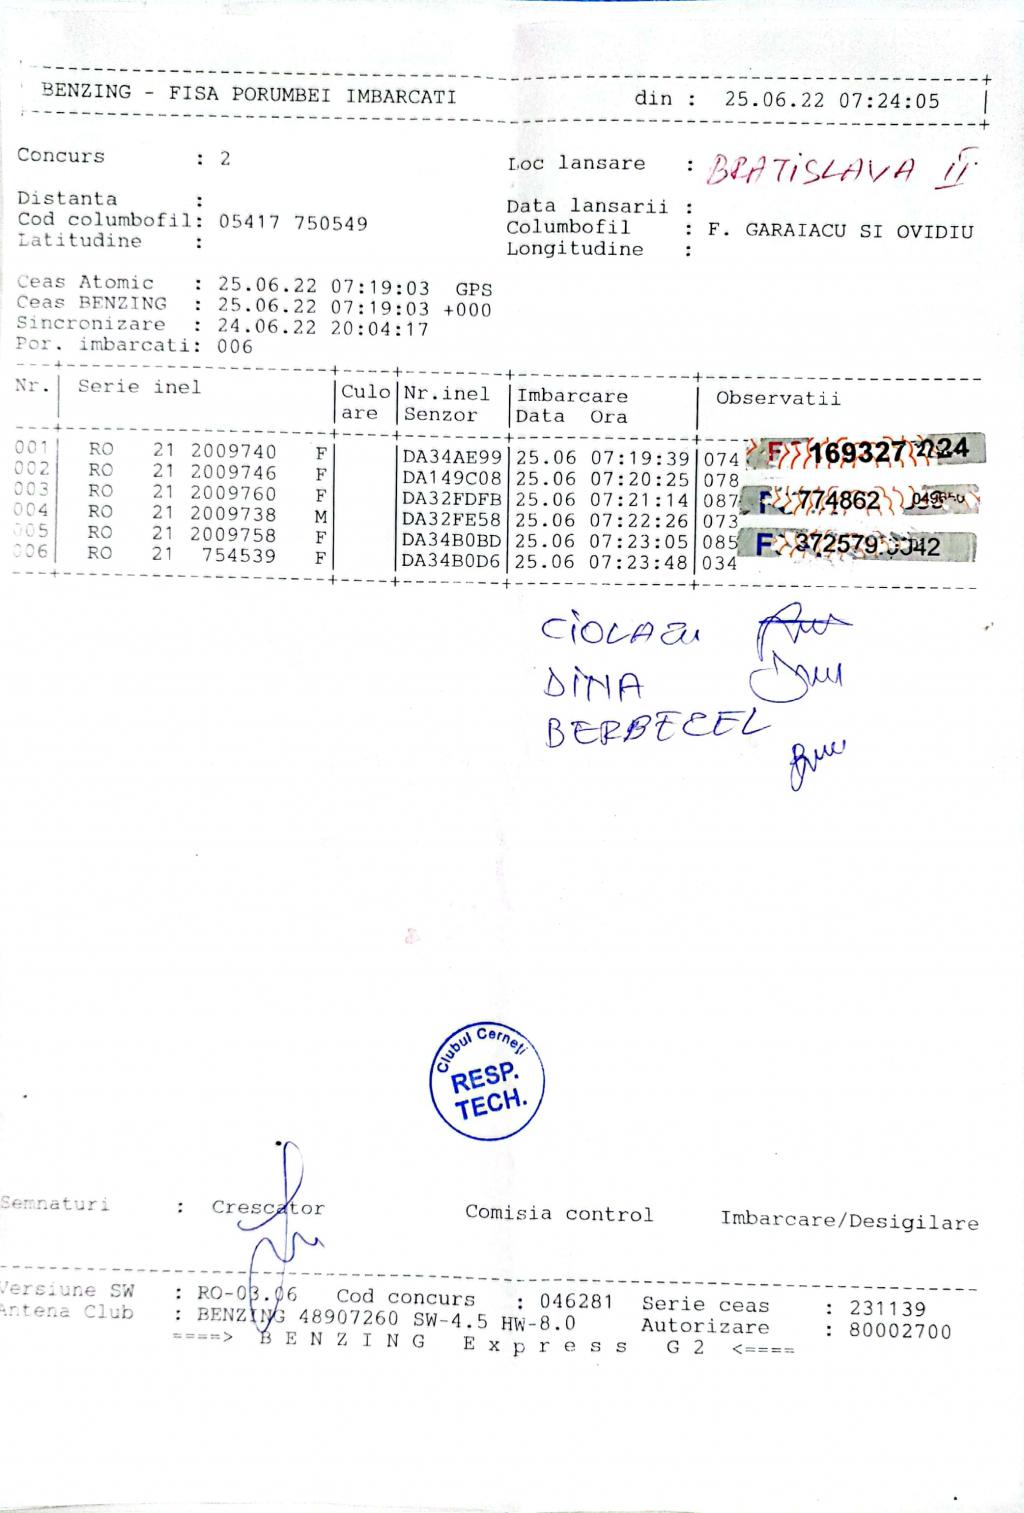 BENZING - FISA PORUMBEI IMBARCATI din : 25.06.22 07:24:05
Concurs : 2 Loc lansare : BRATISLAVA II
Distanta : Data lansarii :
Cod columbofil: 05417 750549 Columbofil : F. GARAIACU SI OVIDIU
Latitudine : Longitudine :
Ceas Atomic : 25.06.22 07:19:03 GPS
Ceas BENZING : 25.06.22 07:19:03 +000
Sincronizare : 24.06.22 20:04:17
Por. imbarcati: 006
Nr. Serie inel Culo Nr.inel Imbarcare Observatii
are Senzor Data Ora
001 RO 21 2009740 F DA34AE99 25.06 07:19:39 074 F 169327
002 RO 21 2009746 F DA149C08 25.06 07:20:25 078
003 RO 21 2009760 F DA32FDFB 25.06 07:21:14 087 F 774862
004 RO 21 2009738 M DA32FE58 25.06 07:22:26 073
005 RO 21 2009758 F DA34B0BD 25.06 07:23:05 085 F 372579
006 RO 21 754539 F DA34B0D6 25.06 07:23:48 034
CIOLACU
DINA
BERBECEL
Clubul Cerneți
RESP.
TECH.
Semnaturi : Crescator Comisia control Imbarcare/Desigilare
Versiune SW : RO-03.06 Cod concurs : 046281 Serie ceas : 231139
Antena Club : BENZING 48907260 SW-4.5 HW-8.0 Autorizare : 80002700
====> B E N Z I N G E x p r e s s G 2 <====